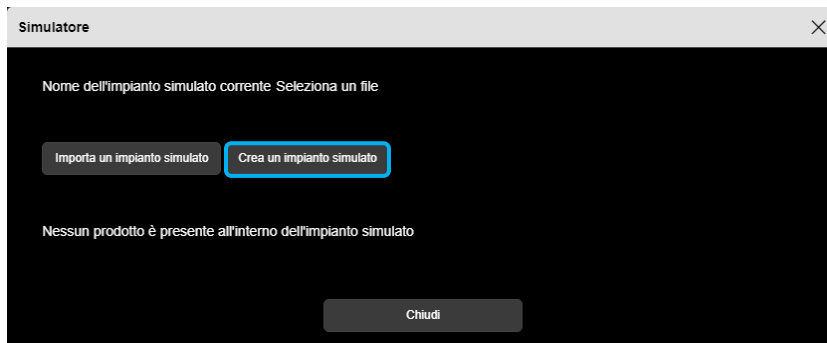 Simulatore
Nome dell'impianto simulato corrente Seleziona un file
Importa un impianto simulato
Crea un impianto simulato
Nessun prodotto è presente all'interno dell'impianto simulato
Chiudi